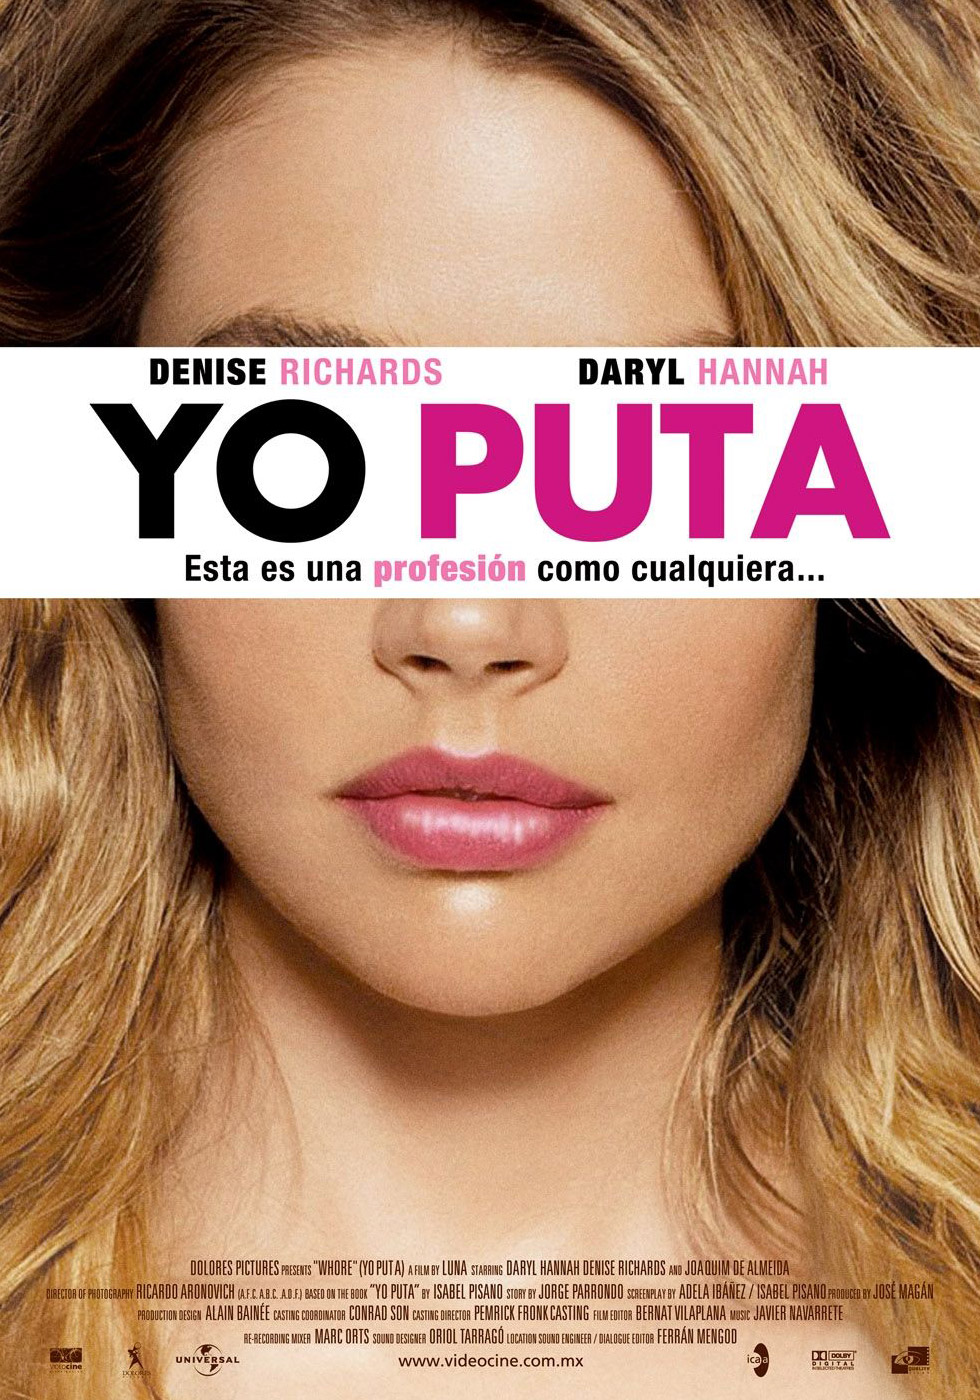 DENISE RICHARDS DARYL HANNAH
YO PUTA
Esta es una profesión como cualquiera...
DOLORES PICTURES PRESENTS "WHORE" (YO PUTA) A FILM BY LUNA STARRING DARYL HANNAH DENISE RICHARDS AND JOAQUIM DE ALMEIDA
DIRECTOR OF PHOTOGRAPHY RICARDO ARONOVICH (A.F.C. A.B.C. A.D.F.) BASED ON THE BOOK "YO PUTA" BY ISABEL PISANO STORY BY JORGE PARRONDO SCREENPLAY BY ADELA IBÁÑEZ / ISABEL PISANO PRODUCED BY JOSÉ MAGÁN
PRODUCTION DESIGN ALAIN BAINÉE CASTING COORDINATOR CONRAD SON CASTING DIRECTOR PEMRICK FRONK CASTING FILM EDITOR BERNAT VILAPLANA MUSIC JAVIER NAVARRETE
RE-RECORDING MIXER MARC ORTS SOUND DESIGNER ORIOL TARRAGÓ LOCATION SOUND ENGINEER / DIALOGUE EDITOR FERRÁN MENGOD
videocine DOLORES UNIVERSAL www.videocine.com.mx icaa DOLBY DIGITAL IN SELECTED THEATRES